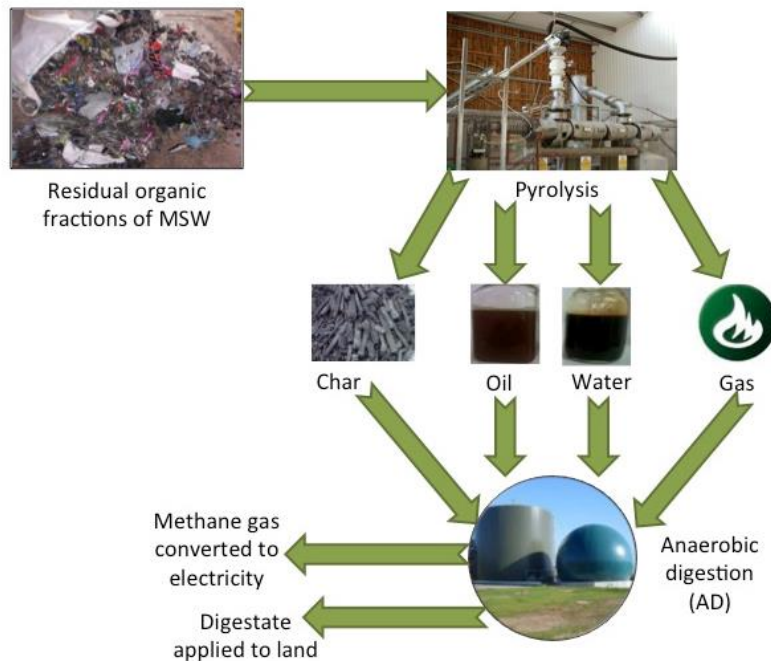 Residual organic
fractions of MSW
Pyrolysis
Char
Oil
Water
Gas
Methane gas
converted to
electricity
Anaerobic
digestion
(AD)
Digestate
applied to land